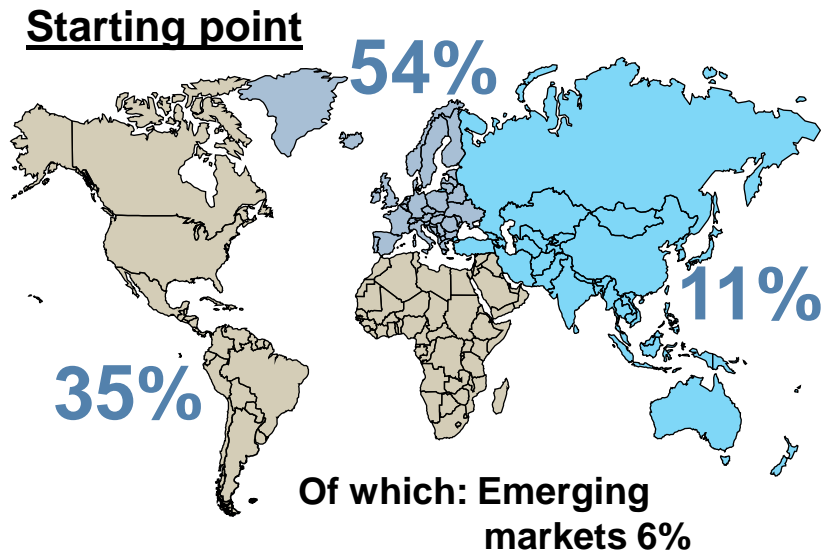 Starting point
54%
11%
35%
Of which: Emerging
markets 6%